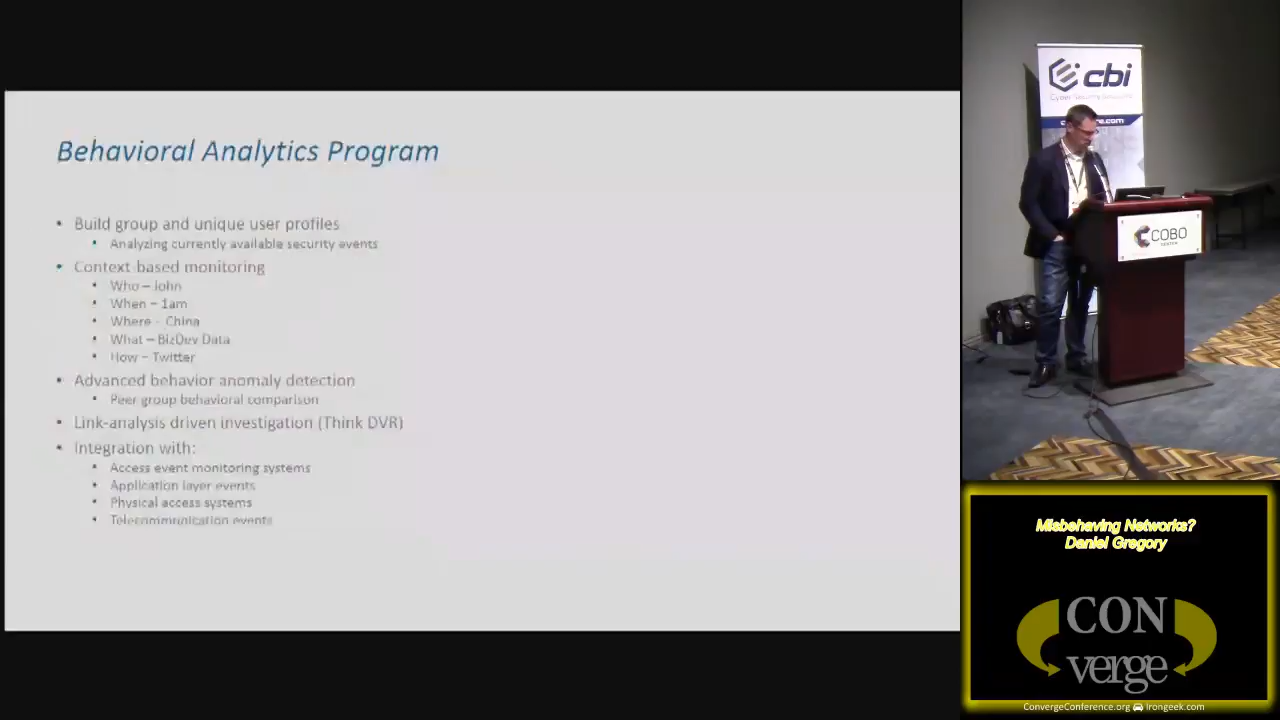 Behavioral Analytics Program
• Build group and unique user profiles
• Analyzing currently available security events
• Context-based monitoring
• Who – John
• When – 1am
• Where - China
• What – BizDev Data
• How – Twitter
• Advanced behavior anomaly detection
• Peer group behavioral comparison
• Link-analysis driven investigation (Think DVR)
• Integration with:
• Access event monitoring systems
• Application layer events
• Physical access systems
• Telecommunication events
cbi
COBO
CENTER
Misbehaving Networks?
Daniel Gregory
CON
verge
ConvergeConference.org Irongeek.com